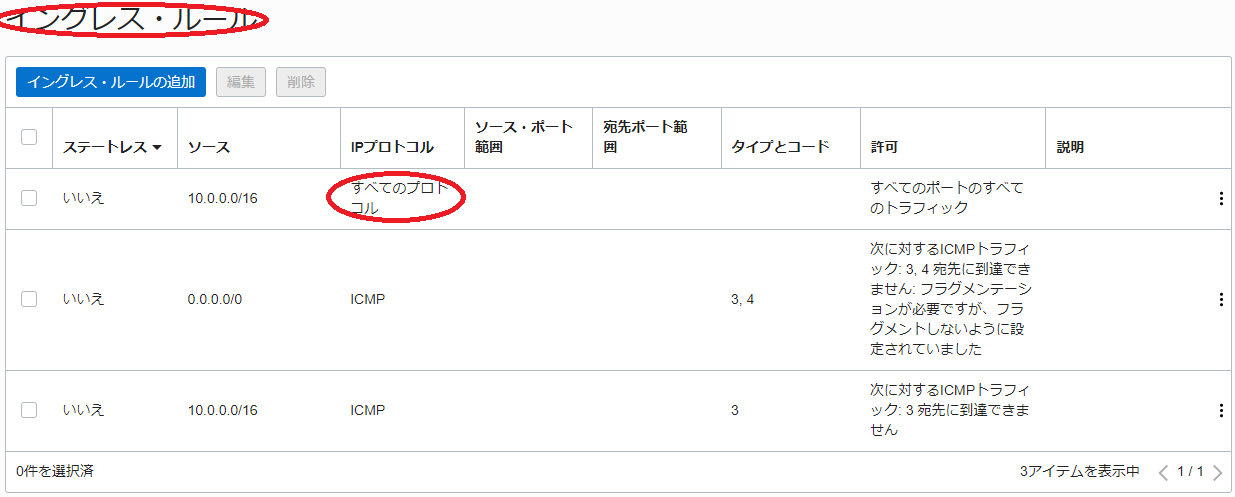 イングレス・ルール
イングレス・ルールの追加 編集 削除
ステートレス ソース IPプロトコル ソース・ポート
範囲 宛先ポート範
囲 タイプとコード 許可 説明
いいえ 10.0.0.0/16 すべてのプロト
コル すべてのポートのすべて
のトラフィック
いいえ 0.0.0.0/0 ICMP 3, 4 次に対するICMPトラフィ
ック: 3, 4 宛先に到達でき
ません: フラグメンテーシ
ョンが必要ですが、フラ
グメントしないように設
定されていました
いいえ 10.0.0.0/16 ICMP 3 次に対するICMPトラフィ
ック: 3 宛先に到達できま
せん
0件を選択済 3アイテムを表示中 1 / 1